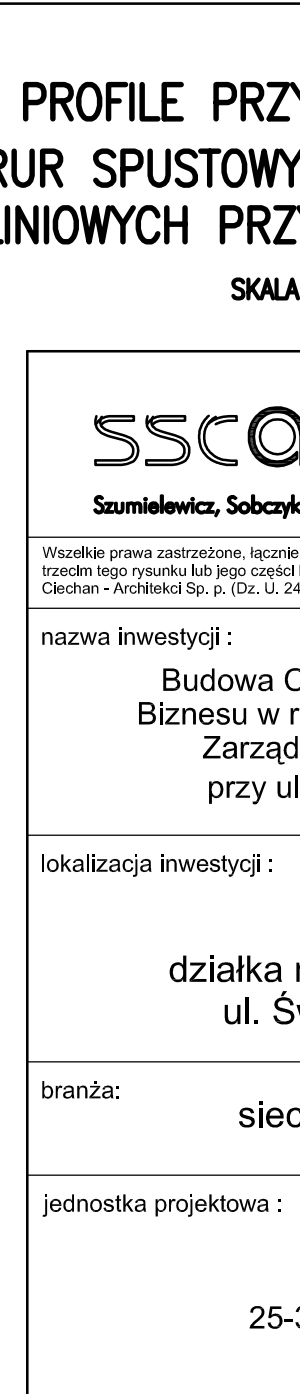 PROFILE PRZY
RUR SPUSTOWY
LINIOWYCH PRZY
SKALA
ssca
Szumielewicz, Sobczyk
Wszelkie prawa zastrzeżone, łącznie
trzecim tego rysunku lub jego części
Ciechan - Architekci Sp. p. (Dz. U. 24
nazwa inwestycji :
Budowa C
Biznesu w r
Zarząd
przy ul
lokalizacja inwestycji :
działka
ul. Św
branża:
siec
jednostka projektowa :
25-3